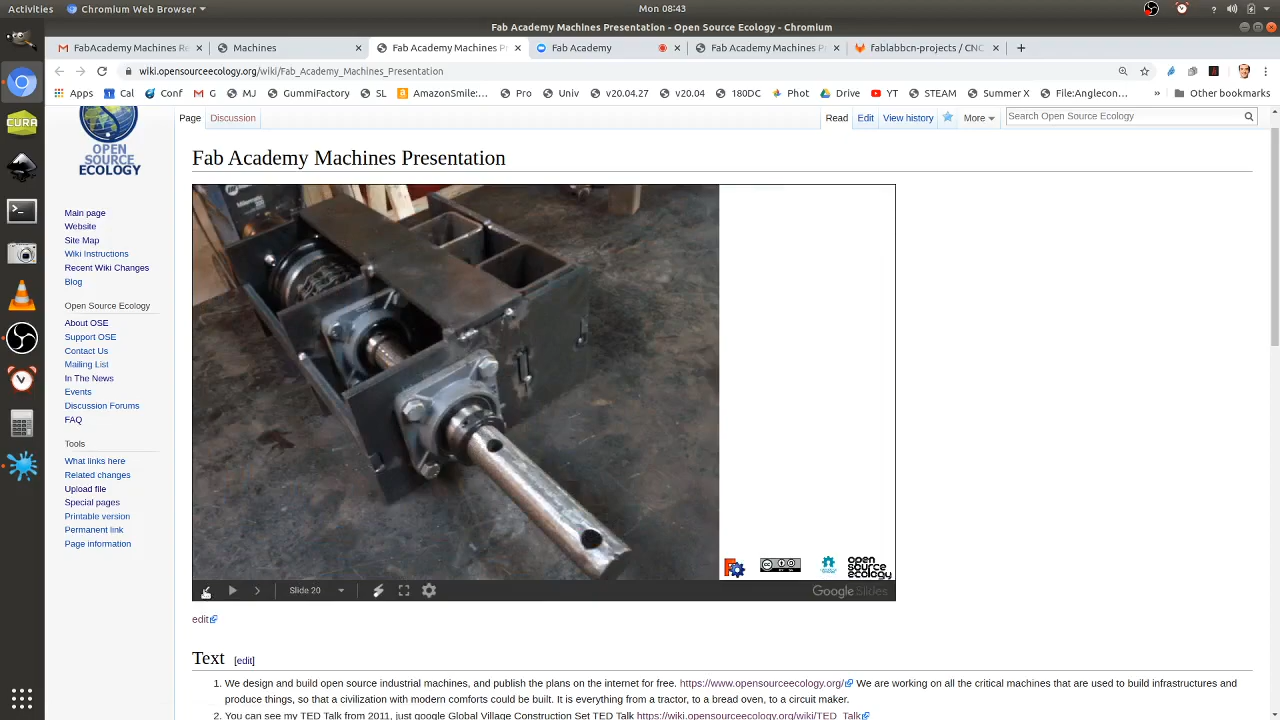 Activities Chromium Web Browser Mon 08:43
Fab Academy Machines Presentation - Open Source Ecology - Chromium
FabAcademy Machines Re Machines Fab Academy Machines P Fab Academy Fab Academy Machines P fablabbcn-projects / CNC
wiki.opensourceecology.org/wiki/Fab_Academy_Machines_Presentation
Apps Cal Conf G MJ GummiFactory SL AmazonSmile:... Pro Univ v20.04.27 v20.04 180DC Phot Drive YT STEAM Summer X File:Anglecon... » Other bookmarks
Page Discussion Read Edit View history More Search Open Source Ecology
OPEN
SOURCE
ECOLOGY
Fab Academy Machines Presentation
Main page
Website
Site Map
Wiki Instructions
Recent Wiki Changes
Blog
Open Source Ecology
About OSE
Support OSE
Contact Us
Mailing List
In The News
Events
Discussion Forums
FAQ
Tools
What links here
Related changes
Upload file
Special pages
Printable version
Permanent link
Page information
open
source
ecology
Slide 20 Google Slides
edit
Text [edit]
1. We design and build open source industrial machines, and publish the plans on the internet for free. https://www.opensourceecology.org/ We are working on all the critical machines that are used to build infrastructures and
produce things, so that a civilization with modern comforts could be built. It is everything from a tractor, to a bread oven, to a circuit maker.
2. You can see my TED Talk from 2011, just google Global Village Construction Set TED Talk https://wiki.opensourceecology.org/wiki/TED_Talk